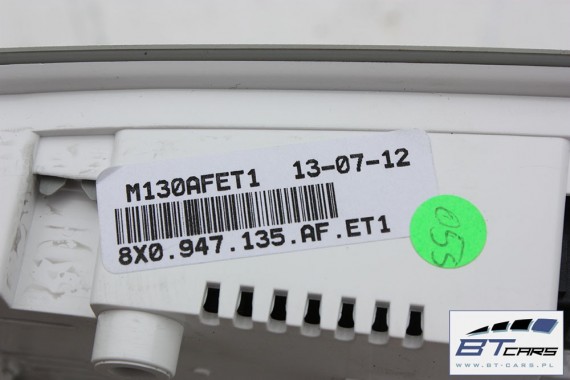 M130AFET1 13-07-12
8X0.947.135.AF.ET1
055
BTCARS
WWW.BT-CARS.PL